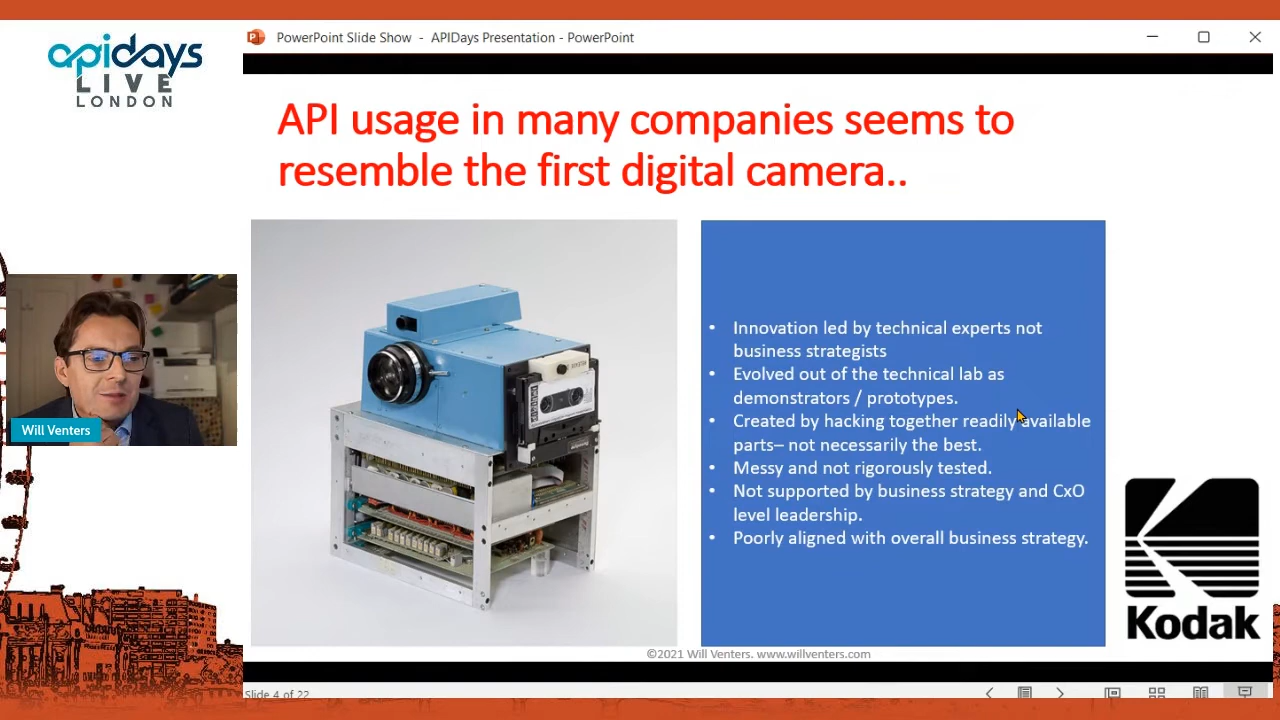 apidays
LIVE
LONDON
PowerPoint Slide Show - APIDays Presentation - PowerPoint
API usage in many companies seems to
resemble the first digital camera..
• Innovation led by technical experts not
business strategists
• Evolved out of the technical lab as
demonstrators / prototypes.
• Created by hacking together readily available
parts– not necessarily the best.
• Messy and not rigorously tested.
• Not supported by business strategy and CxO
level leadership.
• Poorly aligned with overall business strategy.
Will Venters
Kodak
©2021 Will Venters. www.willventers.com
Slide 4 of 22